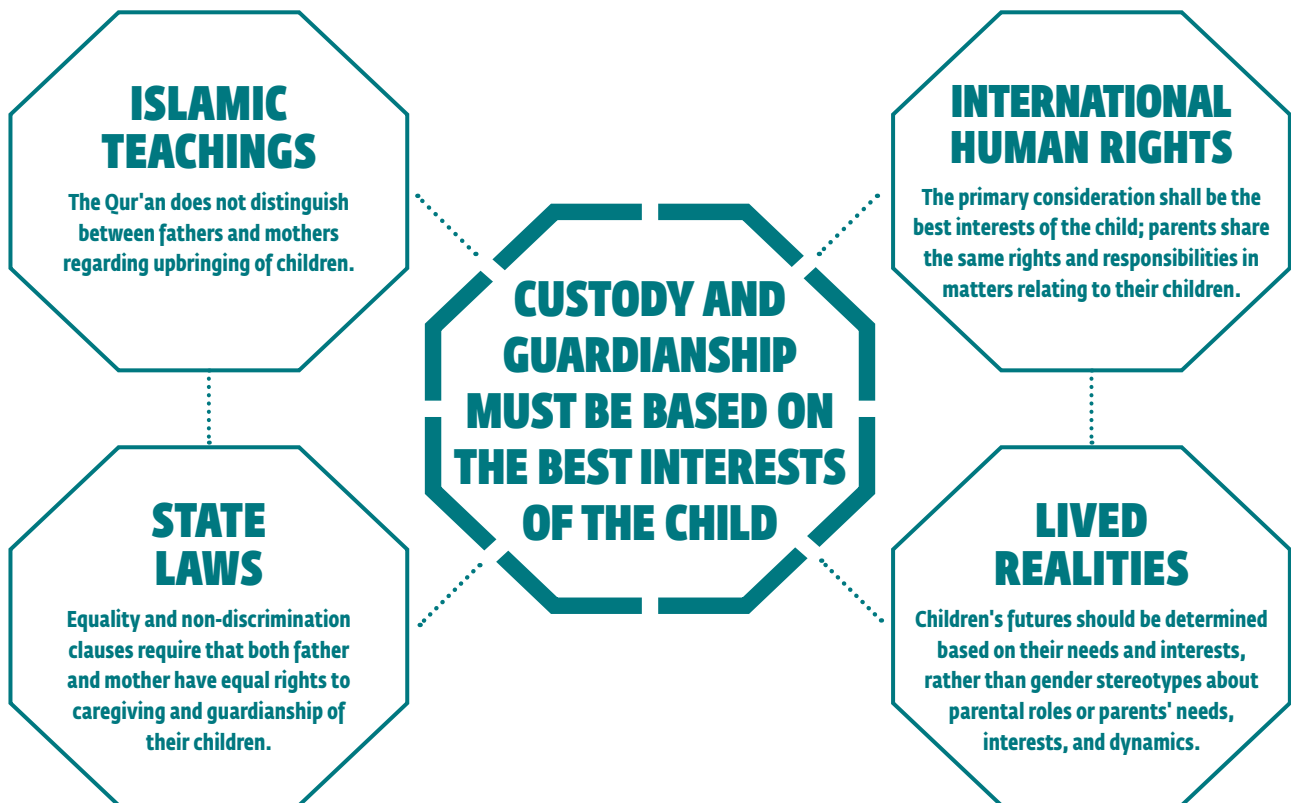 ISLAMIC
TEACHINGS
The Qur'an does not distinguish
between fathers and mothers
regarding upbringing of children.
INTERNATIONAL
HUMAN RIGHTS
The primary consideration shall be the
best interests of the child; parents share
the same rights and responsibilities in
matters relating to their children.
CUSTODY AND
GUARDIANSHIP
MUST BE BASED ON
THE BEST INTERESTS
OF THE CHILD
STATE
LAWS
Equality and non-discrimination
clauses require that both father
and mother have equal rights to
caregiving and guardianship of
their children.
LIVED
REALITIES
Children's futures should be determined
based on their needs and interests,
rather than gender stereotypes about
parental roles or parents' needs,
interests, and dynamics.